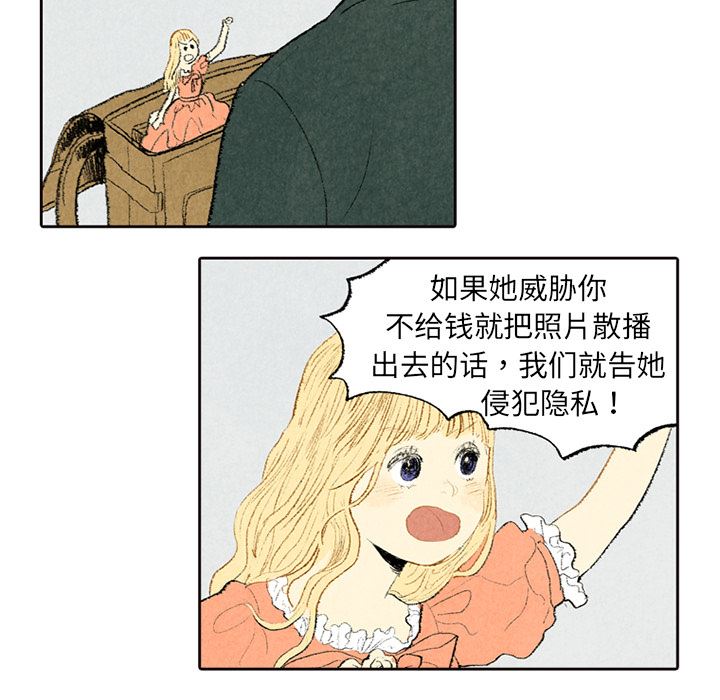 如果她威胁你
不给钱就把照片散播
出去的话，我们就告她
侵犯隐私！